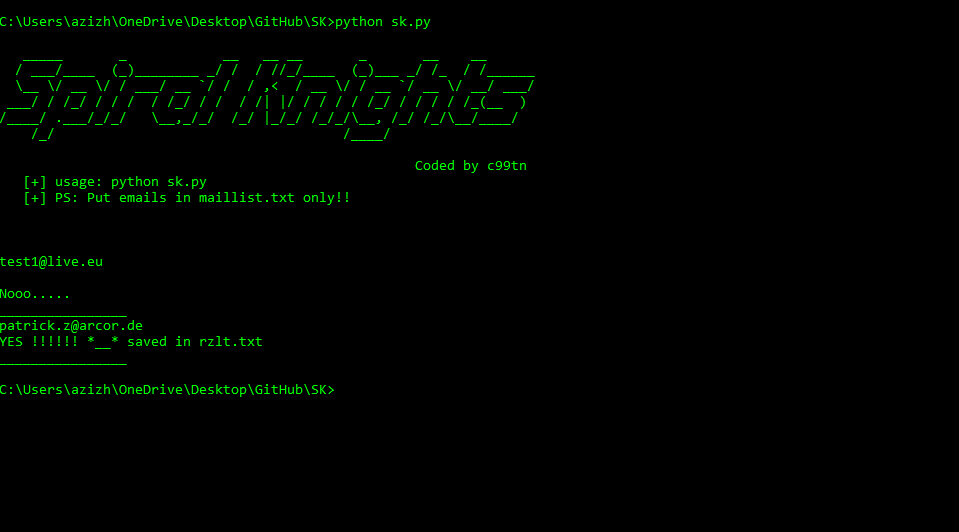 C:\Users\azizh\OneDrive\Desktop\GitHub\SK>python sk.py
Spiral Knights
Coded by c99tn
[+] usage: python sk.py
[+] PS: Put emails in maillist.txt only!!
test1@live.eu
Nooo.....
________________
patrick.z@arcor.de
YES !!!!!! *__* saved in rzlt.txt
________________
C:\Users\azizh\OneDrive\Desktop\GitHub\SK>